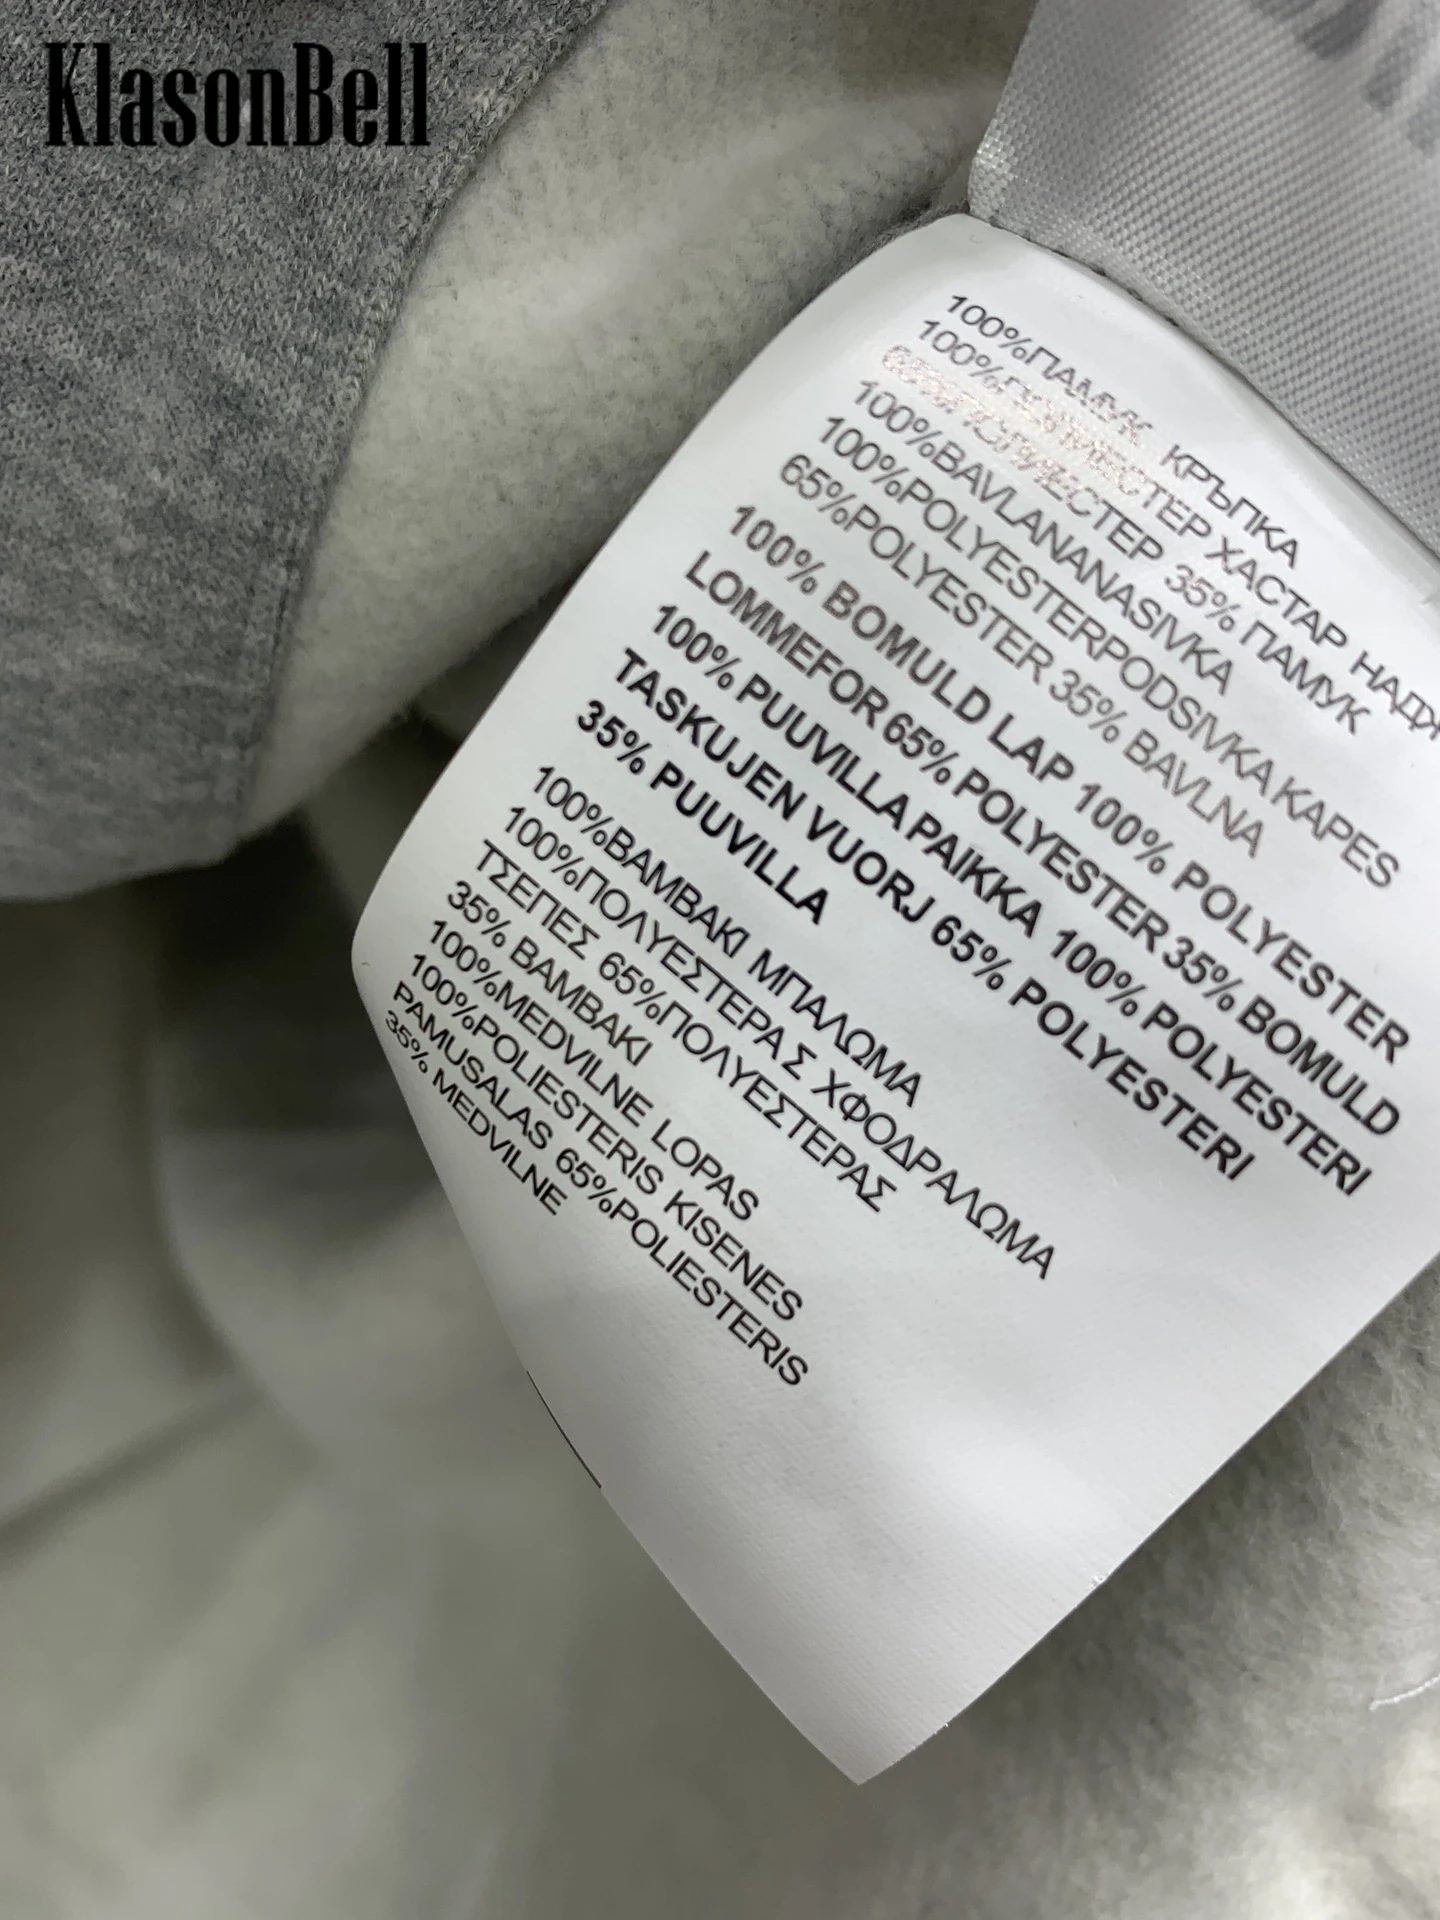 KlasonBell
100%ПАМУК КРЪПКА
100%ПОЛИЕСТЕР ХАСТАР
65%ПОЛИЕСТЕР 35% ПАМУК
100%BAVLANANASIVKA
100%POLYESTERPODSIVKA KAPES
65%POLYESTER 35% BAVLNA
100% BOMULD LAP 100% POLYESTER
LOMMEFOR 65% POLYESTER 35% BOMULD
100% PUUVILLA PAIKKA 100% POLYESTERI
TASKUJEN VUORJ 65% POLYESTERI
35% PUUVILLA
100%ΒΑΜΒΑΚΙ ΜΠΑΛΩΜΑ
100%ΠΟΛΥΕΣΤΕΡΑ Σ ΧΦΟΔΡΑΛΩΜΑ
ΤΣΕΠΕΣ 65%ΠΟΛΥΕΣΤΕΡΑΣ
35% ΒΑΜΒΑΚΙ
100%MEDVILNE LOPAS
100%POLIESTERIS KISENES
PAMUSALAS 65%POLIESTERIS
35% MEDVILNE